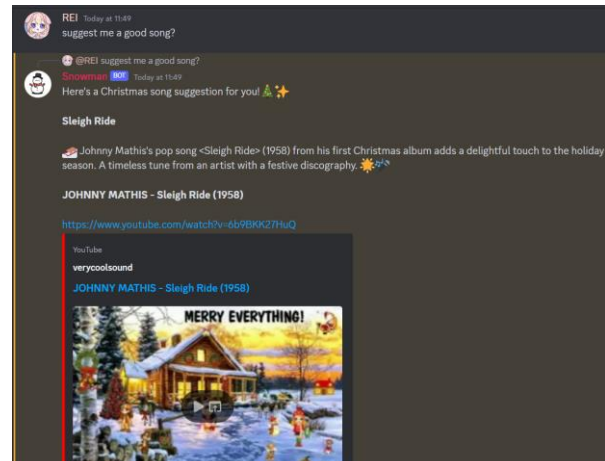 REI Today at 11:49
suggest me a good song?
@REI suggest me a good song?
Snowman BOT Today at 11:49
Here's a Christmas song suggestion for you! 🎄✨
Sleigh Ride
🛷 Johnny Mathis's pop song <Sleigh Ride> (1958) from his first Christmas album adds a delightful touch to the holiday
season. A timeless tune from an artist with a festive discography. 🌟🎶
JOHNNY MATHIS - Sleigh Ride (1958)
https://www.youtube.com/watch?v=6b9BKK27HuQ
YouTube
verycoolsound
JOHNNY MATHIS - Sleigh Ride (1958)
MERRY EVERYTHING!